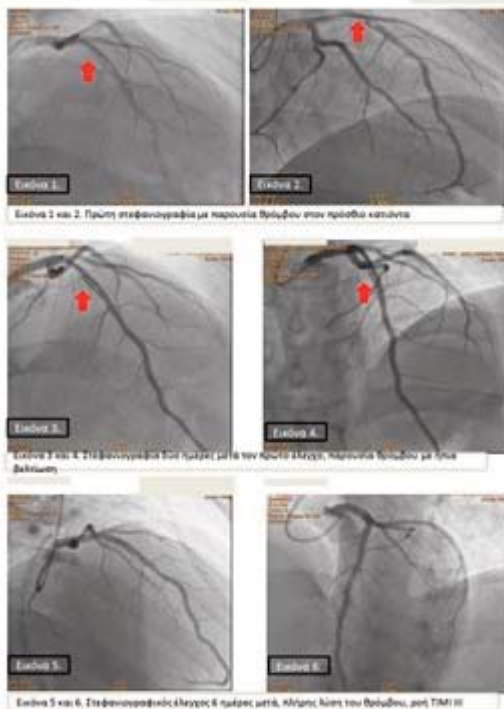 Εικόνα 1.
Εικόνα 2.
Εικόνα 1 και 2. Πρώτη στεφανιογραφία με παρουσία θρόμβου στον πρόσθιο κατιόντα
Εικόνα 3.
Εικόνα 4.
Εικόνα 3 και 4. Στεφανιογραφία δύο ημέρες μετά τον πρώτο έλεγχο, παρουσία θρόμβου με ήπια
βελτίωση
Εικόνα 5.
Εικόνα 6.
Εικόνα 5 και 6. Στεφανιογραφικός έλεγχος 6 ημέρες μετά, πλήρης λύση του θρόμβου, ροή TIMI III